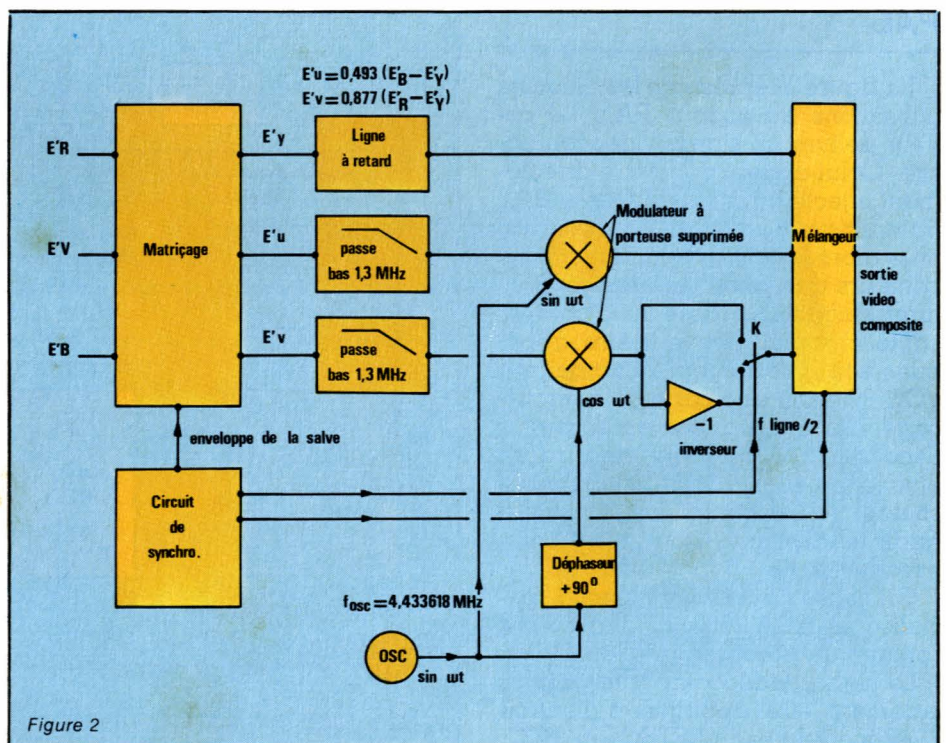 E'u = 0,493 (E'B – E'Y)
E'v = 0,877 (E'R – E'Y)
E'R
E'V
E'B
Matriçage
E'y
E'u
E'v
Ligne
à retard
passe
bas 1,3 MHz
passe
bas 1,3 MHz
Modulateur à
porteuse supprimée
sin ωt
cos ωt
K
-1
inverseur
f ligne/2
Mélangeur
sortie
video
composite
enveloppe de la salve
Circuit
de
synchro.
Déphaseur
+90°
fosc = 4,433618 MHz
OSC
sin ωt
Figure 2